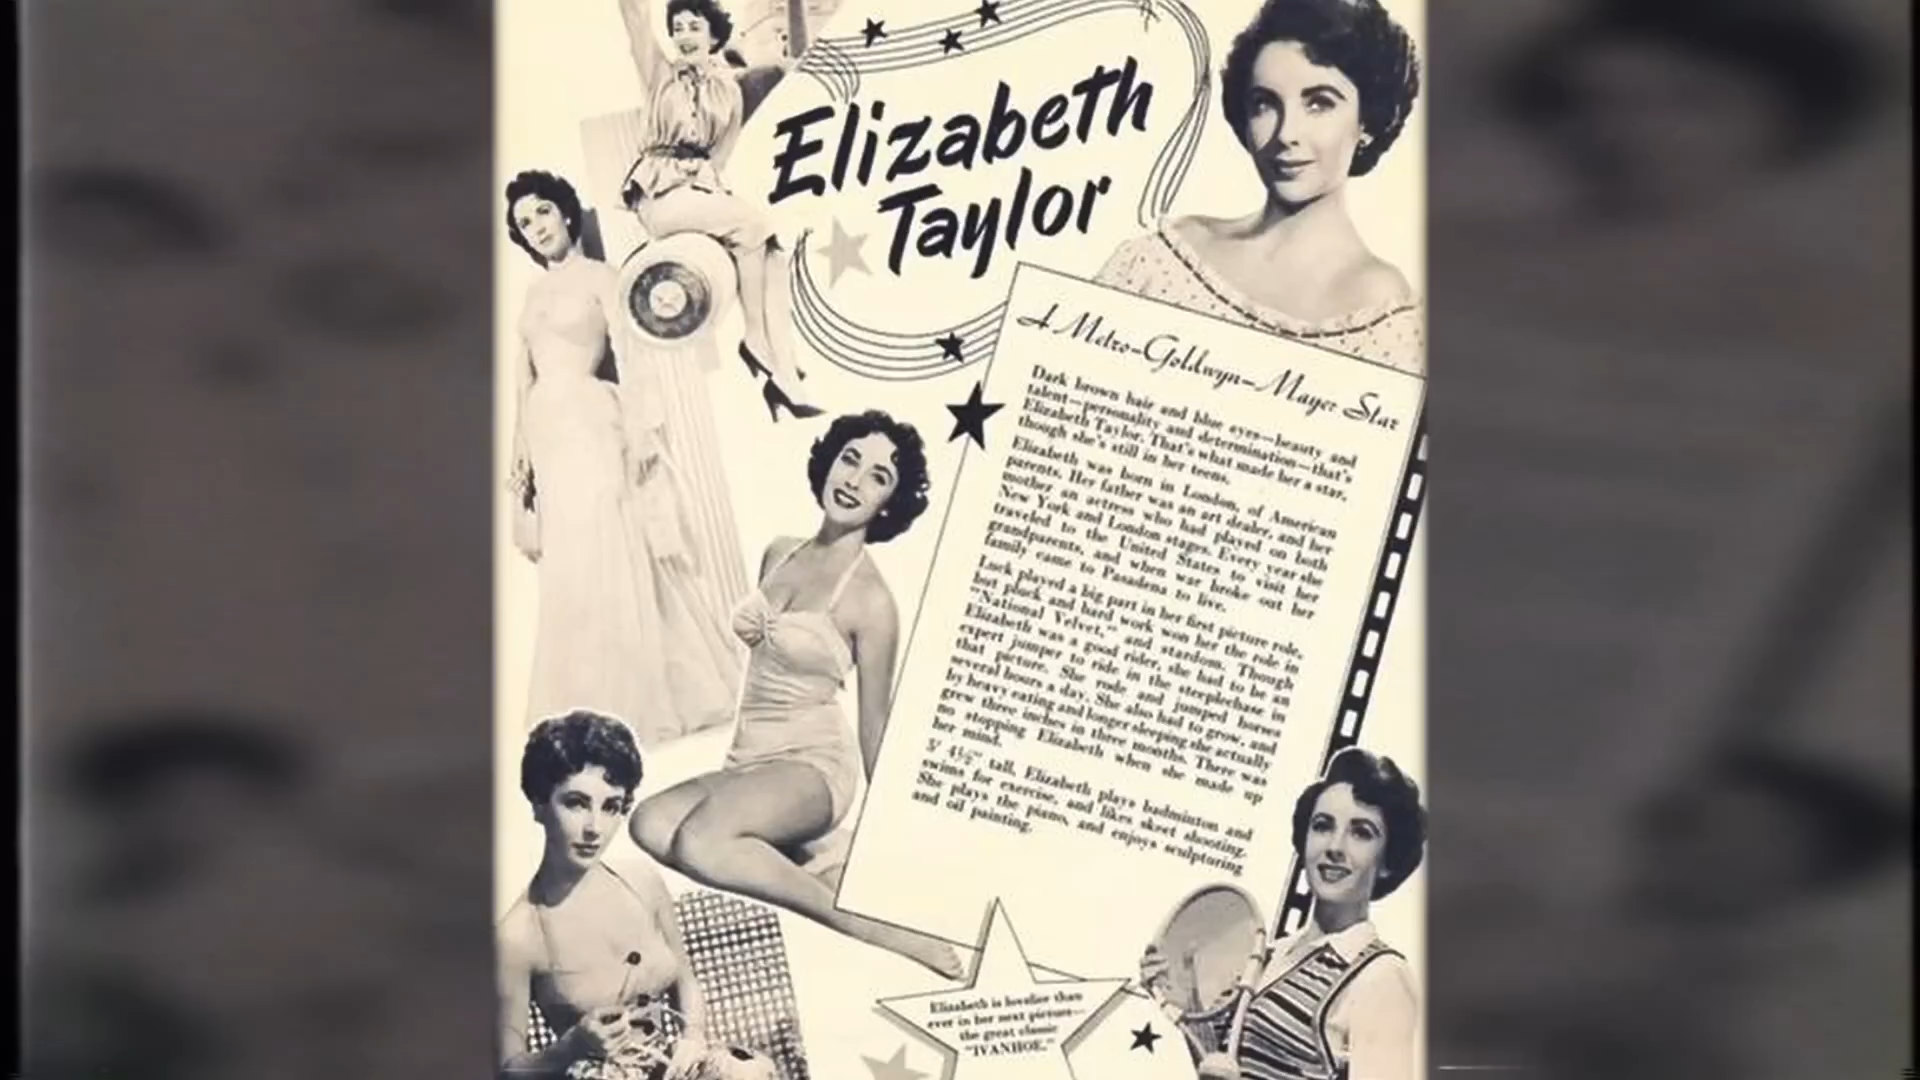 Elizabeth
Taylor
A Metro-Goldwyn-Mayer Star
Dark brown hair and blue eyes—beauty and
talent—personality and determination—that's
Elizabeth Taylor. That's what made her a star,
though she's still in her teens.
Elizabeth was born in London, of American
parents. Her father was an art dealer, and her
mother an actress who had played on both
New York and London stages. Every year she
traveled to the United States to visit her
grandparents, and when war broke out her
family came to Pasadena to live.
Luck played a big part in her first picture role,
but pluck and hard work won her the role in
"National Velvet," and stardom. Though
Elizabeth was a good rider, she had to be an
expert jumper to ride in the steeplechase in
that picture. She rode and jumped horses
several hours a day. She also had to grow, and
by heavy eating and longer sleeping she actually
grew three inches in three months. There was
no stopping Elizabeth when she made up
her mind.
5' 4½" tall, Elizabeth plays badminton and
swims for exercise, and likes skeet shooting.
She plays the piano, and enjoys sculpturing
and oil painting.
Elizabeth is lovelier than
ever in her next picture—
the great classic
"IVANHOE."